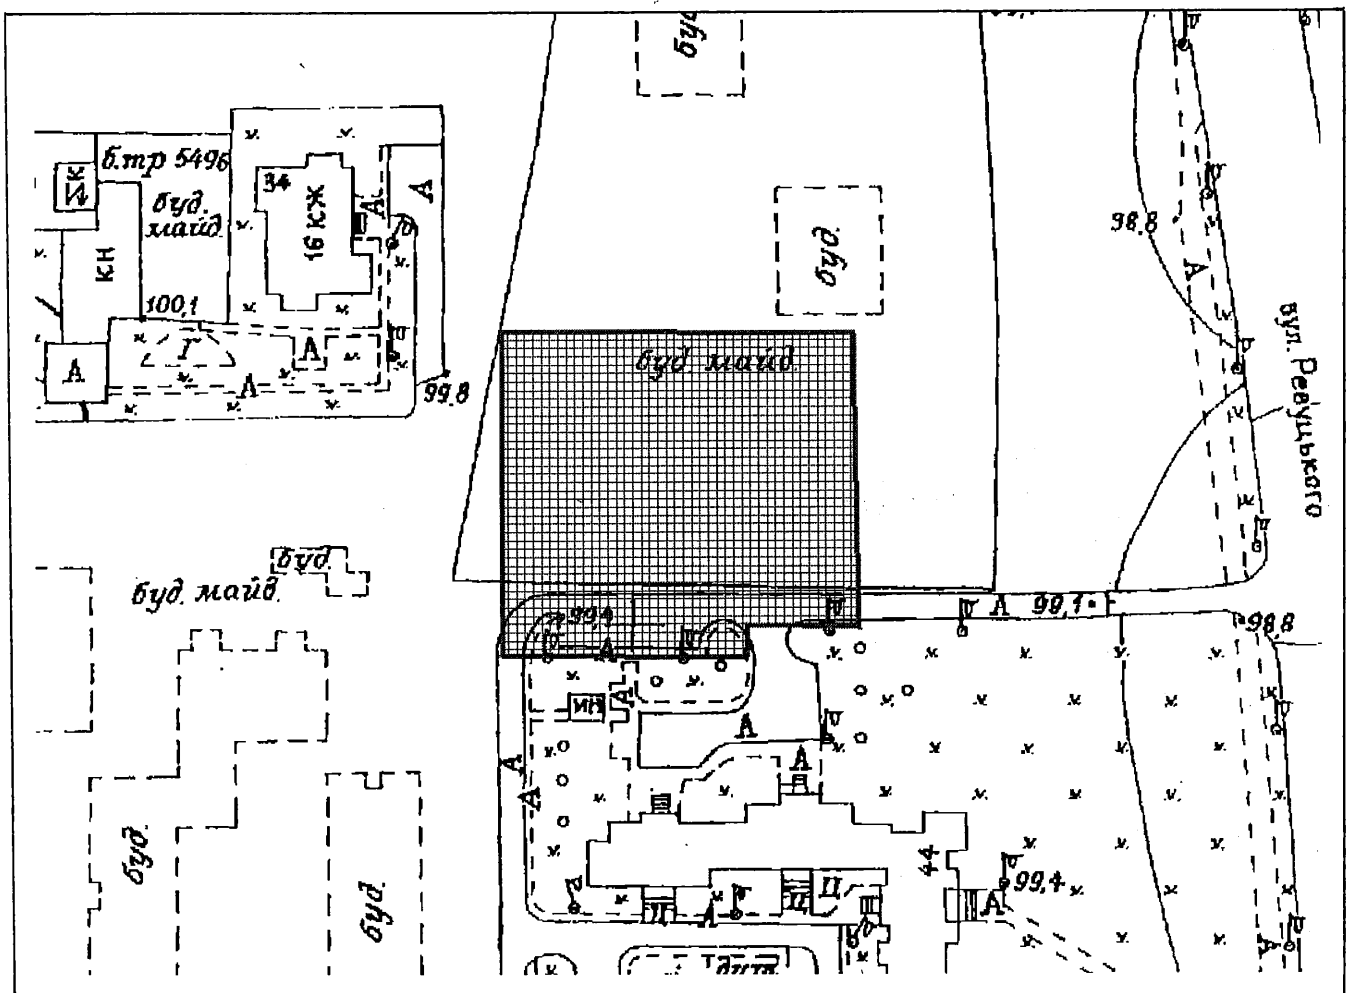 буд
б.тр 5496
34
А
А
буд.
майд.
16 КЖ
КН
100,1
Г
А
А
А
99,8
буд.
98,8
А
вул. Ревуцького
буд. майд.
буд.
буд. майд.
99,4
А
А
99,1
98,8
А
А
А
А
А
буд.
буд.
44
Ц
Ц
Ц
А
99,4
А
А